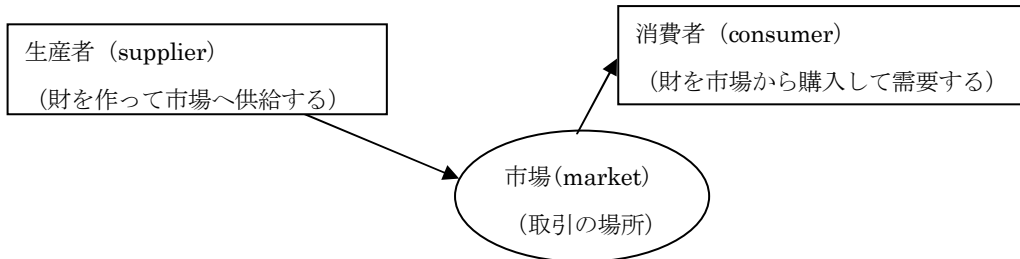 生産者（supplier）
（財を作って市場へ供給する）
消費者（consumer）
（財を市場から購入して需要する）
市場(market)
（取引の場所）